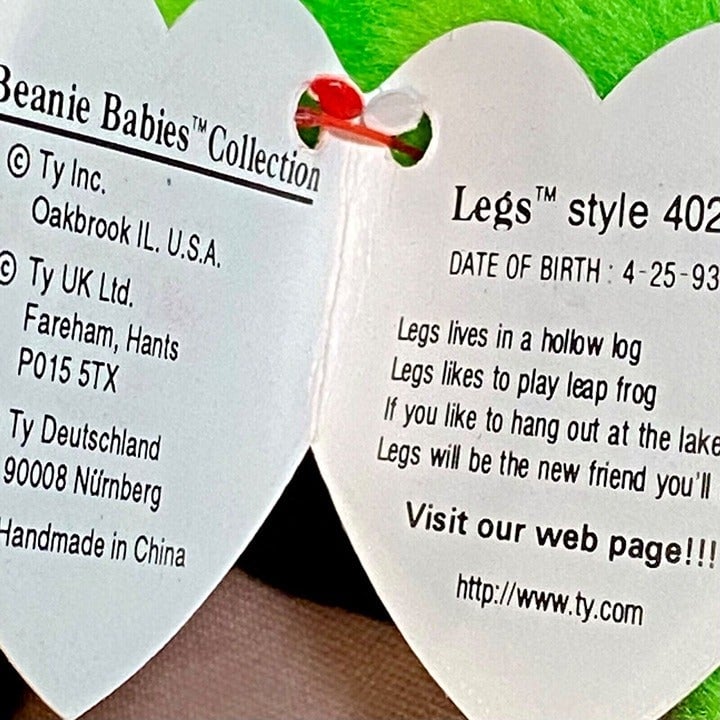 Beanie Babies™ Collection
© Ty Inc.
Oakbrook IL. U.S.A.
© Ty UK Ltd.
Fareham, Hants
P015 5TX
Ty Deutschland
90008 Nürnberg
Handmade in China
Legs™ style 402
DATE OF BIRTH : 4-25-93
Legs lives in a hollow log
Legs likes to play leap frog
If you like to hang out at the lake
Legs will be the new friend you'll
Visit our web page!!!
http://www.ty.com